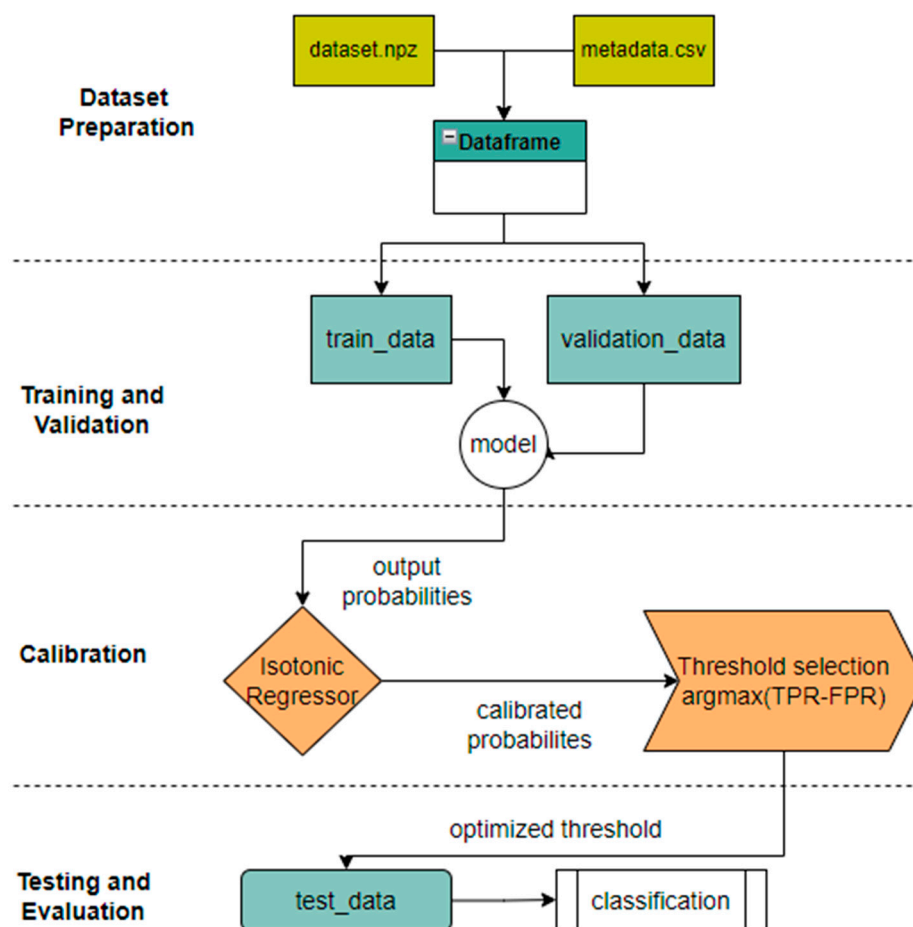 dataset.npz
metadata.csv
Dataset
Preparation
Dataframe
train_data
validation_data
Training and
Validation
model
output
probabilities
Calibration
Isotonic
Regressor
Threshold selection
argmax(TPR-FPR)
calibrated
probabilites
optimized threshold
Testing and
Evaluation
test_data
classification